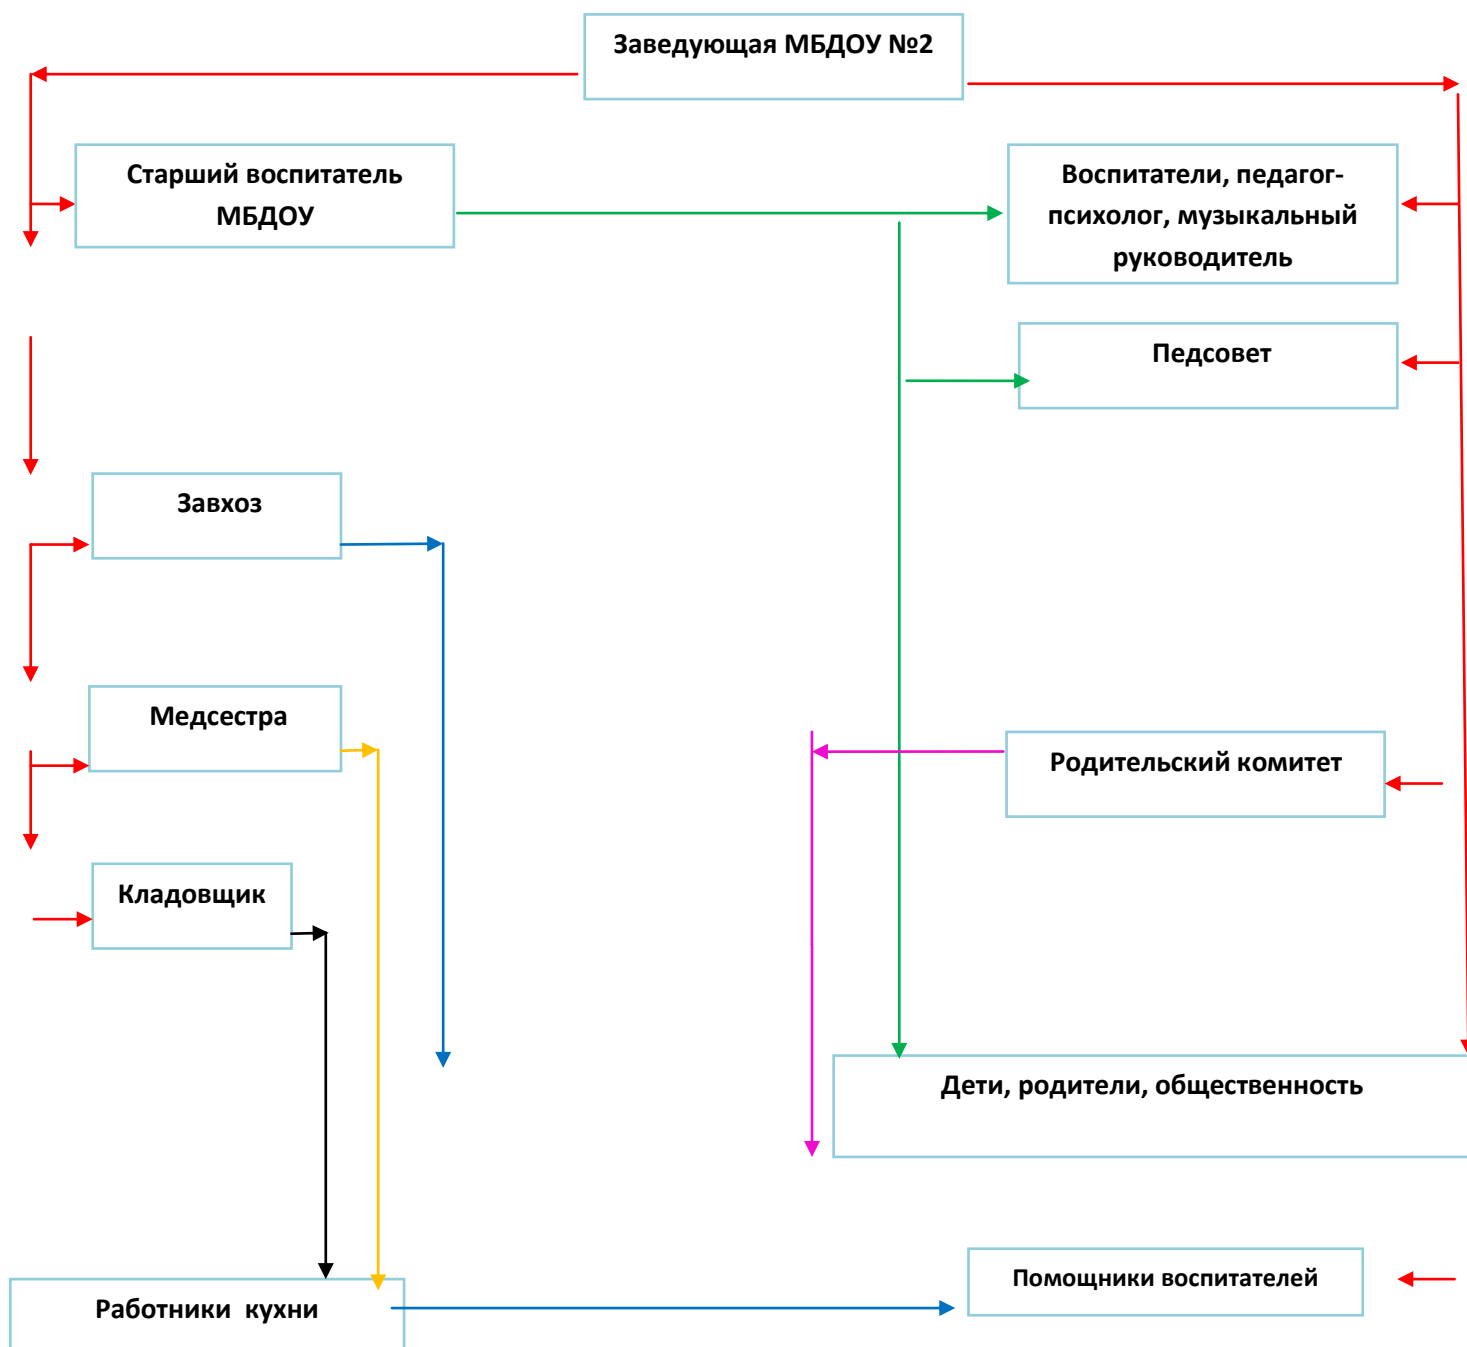 Заведующая МБДОУ №2
Старший воспитатель
МБДОУ
Воспитатели, педагог-
психолог, музыкальный
руководитель
Педсовет
Завхоз
Медсестра
Родительский комитет
Кладовщик
Дети, родители, общественность
Помощники воспитателей
Работники кухни